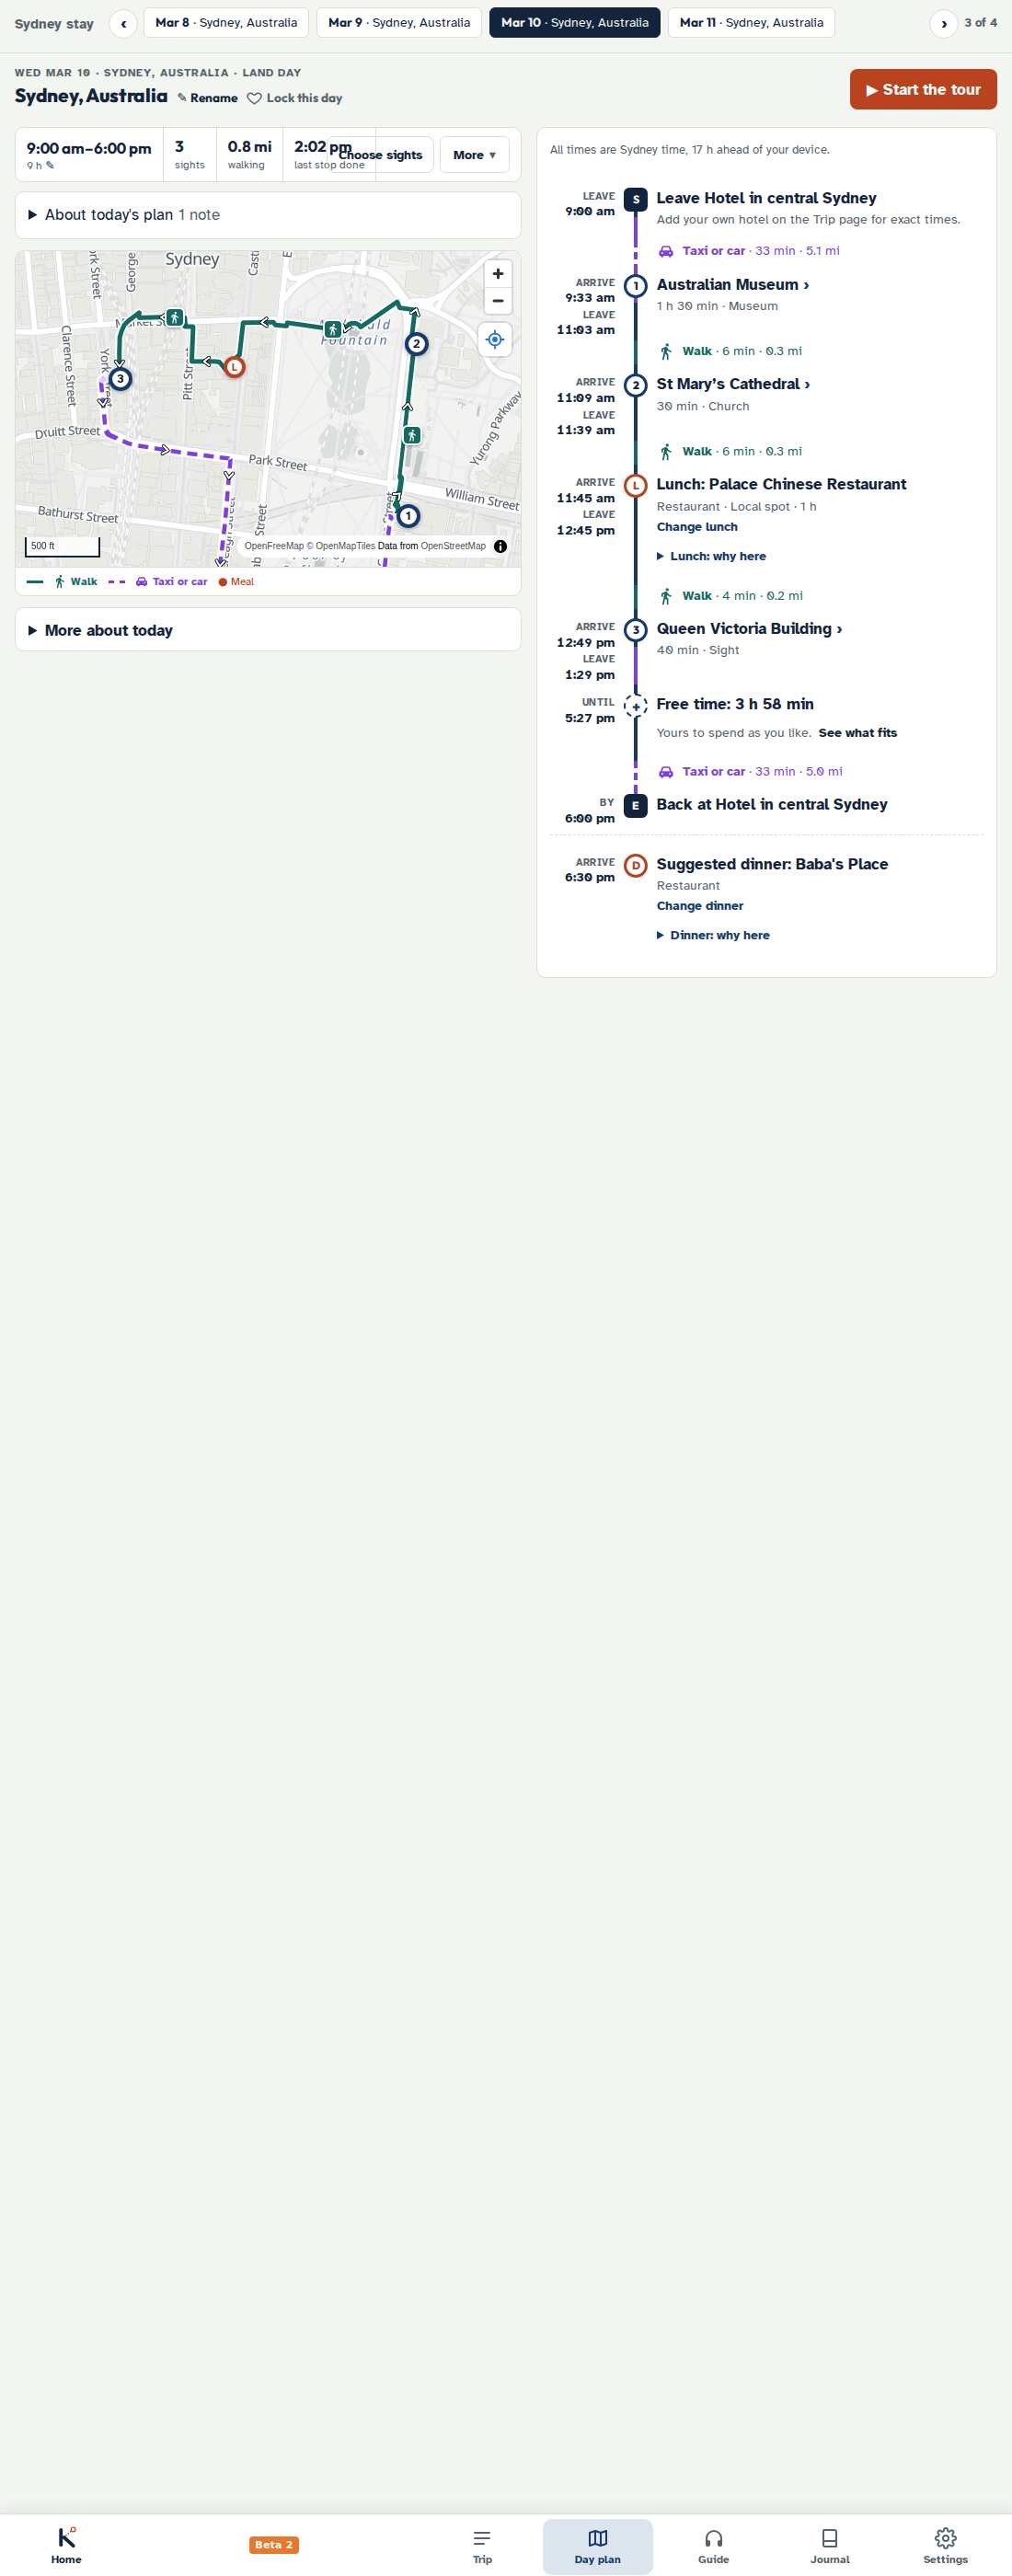 Sydney stay ‹ Mar 8 · Sydney, Australia Mar 9 · Sydney, Australia Mar 10 · Sydney, Australia Mar 11 · Sydney, Australia › 3 of 4
WED MAR 10 · SYDNEY, AUSTRALIA · LAND DAY
Sydney, Australia ✎ Rename Lock this day
▶ Start the tour
9:00 am–6:00 pm
9 h ✎
3
sights
0.8 mi
walking
2:02 pm
last stop done
Choose sights
More ▼
▶ About today's plan 1 note
Sydney
George
Market St
Clarence Street
York Street
Pitt Street
Fountain
Druitt Street
Park Street
Yurong Parkway
William Street
Bathurst Street
Street
Street
+
−
1
2
3
L
500 ft
OpenFreeMap © OpenMapTiles Data from OpenStreetMap
Walk Taxi or car Meal
▶ More about today
All times are Sydney time, 17 h ahead of your device.
LEAVE
9:00 am
S
Leave Hotel in central Sydney
Add your own hotel on the Trip page for exact times.
Taxi or car · 33 min · 5.1 mi
ARRIVE
9:33 am
LEAVE
11:03 am
1
Australian Museum ›
1 h 30 min · Museum
Walk · 6 min · 0.3 mi
ARRIVE
11:09 am
LEAVE
11:39 am
2
St Mary's Cathedral ›
30 min · Church
Walk · 6 min · 0.3 mi
ARRIVE
11:45 am
LEAVE
12:45 pm
L
Lunch: Palace Chinese Restaurant
Restaurant · Local spot · 1 h
Change lunch
▶ Lunch: why here
Walk · 4 min · 0.2 mi
ARRIVE
12:49 pm
LEAVE
1:29 pm
3
Queen Victoria Building ›
40 min · Sight
UNTIL
5:27 pm
+
Free time: 3 h 58 min
Yours to spend as you like. See what fits
Taxi or car · 33 min · 5.0 mi
BY
6:00 pm
E
Back at Hotel in central Sydney
ARRIVE
6:30 pm
D
Suggested dinner: Baba's Place
Restaurant
Change dinner
▶ Dinner: why here
Home
Beta 2
Trip
Day plan
Guide
Journal
Settings